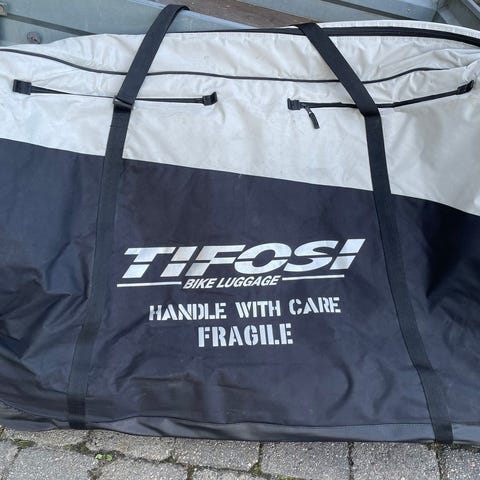 TIFOSI
BIKE LUGGAGE
HANDLE WITH CARE
FRAGILE